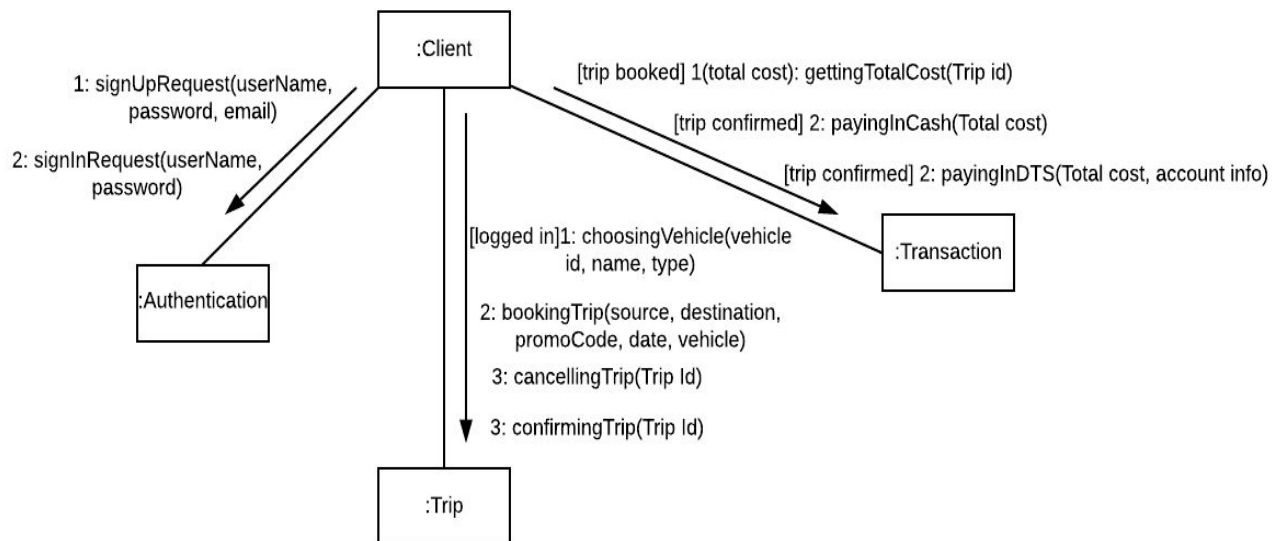 :Client
1: signUpRequest(userName,
password, email)
2: signInRequest(userName,
password)
[trip booked] 1(total cost): gettingTotalCost(Trip id)
[trip confirmed] 2: payingInCash(Total cost)
[trip confirmed] 2: payingInDTS(Total cost, account info)
:Authentication
[logged in]1: choosingVehicle(vehicle
id, name, type)
:Transaction
2: bookingTrip(source, destination,
promoCode, date, vehicle)
3: cancellingTrip(Trip Id)
3: confirmingTrip(Trip Id)
:Trip